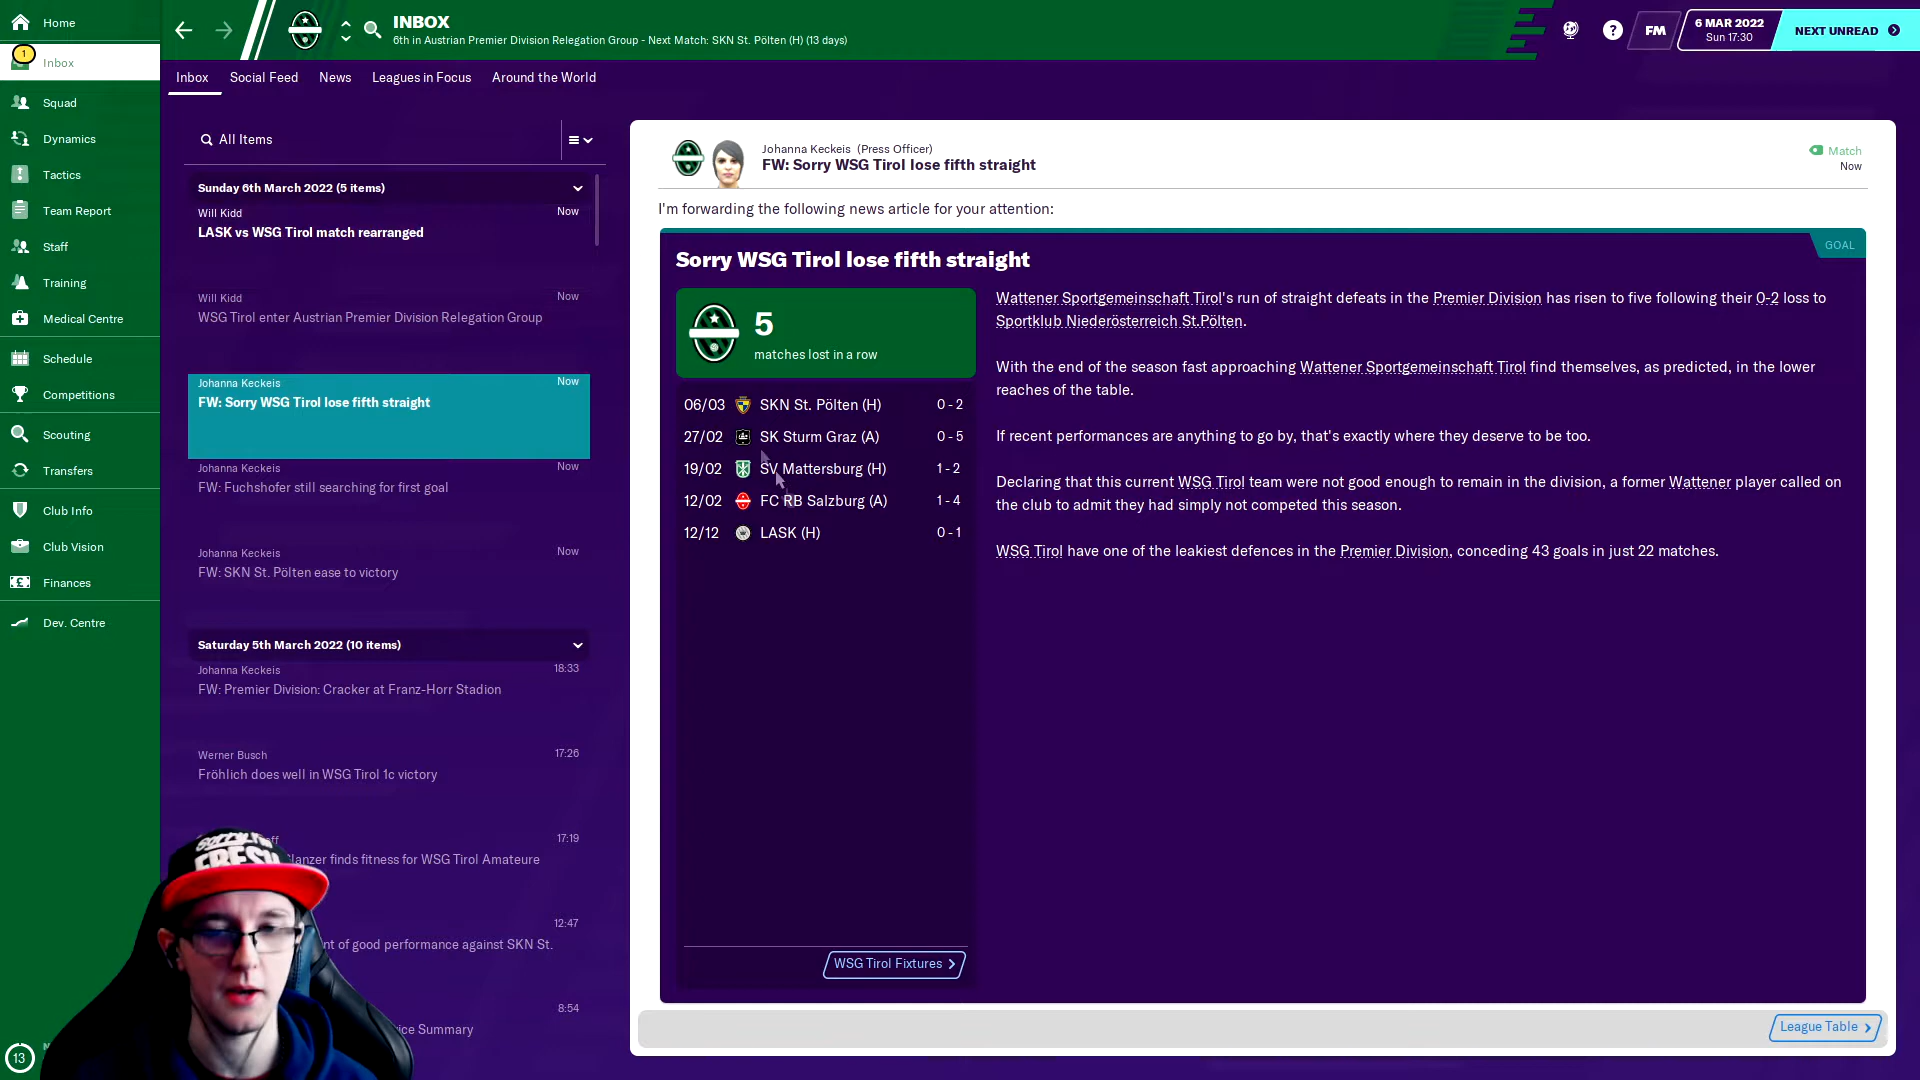 Home
Inbox
1
Squad
Dynamics
Tactics
Team Report
Staff
Training
Medical Centre
Schedule
Competitions
Scouting
Transfers
Club Info
Club Vision
Finances
Dev. Centre
13
INBOX
6th in Austrian Premier Division Relegation Group - Next Match: SKN St. Pölten (H) (13 days)
FM
6 MAR 2022
Sun 17:30
NEXT UNREAD
Inbox
Social Feed
News
Leagues in Focus
Around the World
All Items
Sunday 6th March 2022 (5 items)
Will Kidd
Now
LASK vs WSG Tirol match rearranged
Will Kidd
Now
WSG Tirol enter Austrian Premier Division Relegation Group
Johanna Keckeis
Now
FW: Sorry WSG Tirol lose fifth straight
Johanna Keckeis
Now
FW: Fuchshofer still searching for first goal
Johanna Keckeis
Now
FW: SKN St. Pölten ease to victory
Saturday 5th March 2022 (10 items)
Johanna Keckeis
18:33
FW: Premier Division: Cracker at Franz-Horr Stadion
Werner Busch
17:26
Fröhlich does well in WSG Tirol 1c victory
17:19
finds fitness for WSG Tirol Amateure
12:47
of good performance against SKN St.
8:54
Summary
FRESH
Johanna Keckeis (Press Officer)
FW: Sorry WSG Tirol lose fifth straight
Match
Now
I'm forwarding the following news article for your attention:
Sorry WSG Tirol lose fifth straight
GOAL
5
matches lost in a row
06/03 SKN St. Pölten (H) 0 - 2
27/02 SK Sturm Graz (A) 0 - 5
19/02 SV Mattersburg (H) 1 - 2
12/02 FC RB Salzburg (A) 1 - 4
12/12 LASK (H) 0 - 1
WSG Tirol Fixtures
Wattener Sportgemeinschaft Tirol's run of straight defeats in the Premier Division has risen to five following their 0-2 loss to
Sportklub Niederösterreich St.Pölten.
With the end of the season fast approaching Wattener Sportgemeinschaft Tirol find themselves, as predicted, in the lower
reaches of the table.
If recent performances are anything to go by, that's exactly where they deserve to be too.
Declaring that this current WSG Tirol team were not good enough to remain in the division, a former Wattener player called on
the club to admit they had simply not competed this season.
WSG Tirol have one of the leakiest defences in the Premier Division, conceding 43 goals in just 22 matches.
League Table